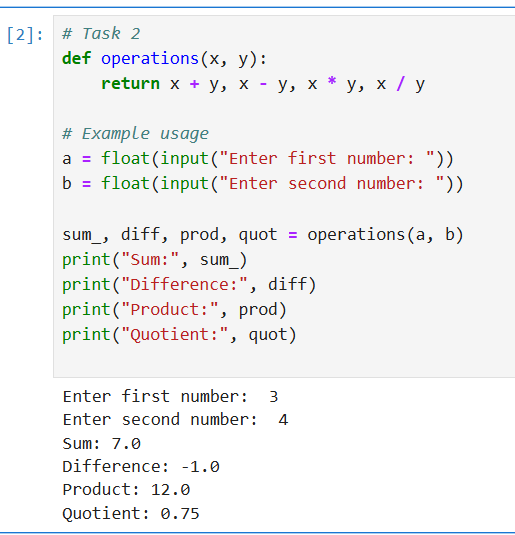 [2]: # Task 2
def operations(x, y):
    return x + y, x - y, x * y, x / y

# Example usage
a = float(input("Enter first number: "))
b = float(input("Enter second number: "))

sum_, diff, prod, quot = operations(a, b)
print("Sum:", sum_)
print("Difference:", diff)
print("Product:", prod)
print("Quotient:", quot)

Enter first number:  3
Enter second number:  4
Sum: 7.0
Difference: -1.0
Product: 12.0
Quotient: 0.75